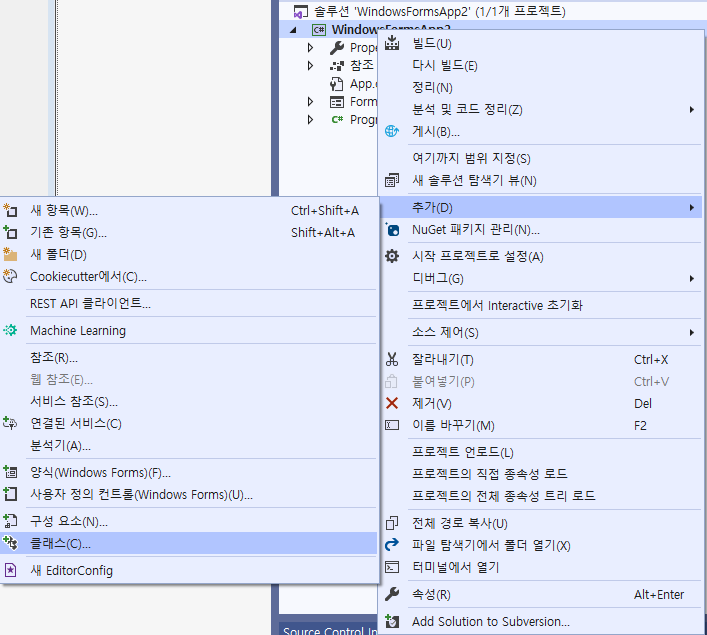 솔루션 'WindowsFormsApp2' (1/1개 프로젝트)
WindowsFormsApp2
Prope
참조
App.c
Form
Progr
빌드(U)
다시 빌드(E)
정리(N)
분석 및 코드 정리(Z)
게시(B)...
여기까지 범위 지정(S)
새 솔루션 탐색기 뷰(N)
추가(D)
NuGet 패키지 관리(N)...
시작 프로젝트로 설정(A)
디버그(G)
프로젝트에서 Interactive 초기화
소스 제어(S)
잘라내기(T) Ctrl+X
붙여넣기(P) Ctrl+V
제거(V) Del
이름 바꾸기(M) F2
프로젝트 언로드(L)
프로젝트의 직접 종속성 로드
프로젝트의 전체 종속성 트리 로드
전체 경로 복사(U)
파일 탐색기에서 폴더 열기(X)
터미널에서 열기
속성(R) Alt+Enter
Add Solution to Subversion...
새 항목(W)... Ctrl+Shift+A
기존 항목(G)... Shift+Alt+A
새 폴더(D)
Cookiecutter에서(C)...
REST API 클라이언트...
Machine Learning
참조(R)...
웹 참조(E)...
서비스 참조(S)...
연결된 서비스(C)
분석기(A)...
양식(Windows Forms)(F)...
사용자 정의 컨트롤(Windows Forms)(U)...
구성 요소(N)...
클래스(C)...
새 EditorConfig
Source Control In